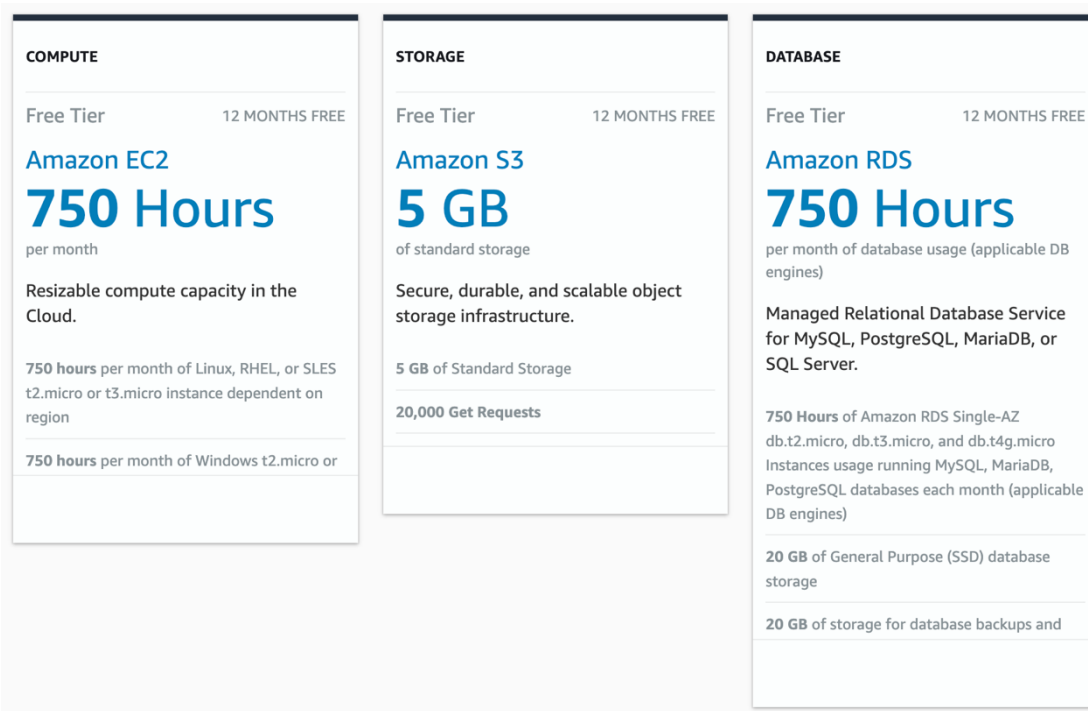 COMPUTE
Free Tier 12 MONTHS FREE
Amazon EC2
750 Hours
per month
Resizable compute capacity in the
Cloud.
750 hours per month of Linux, RHEL, or SLES
t2.micro or t3.micro instance dependent on
region
750 hours per month of Windows t2.micro or
STORAGE
Free Tier 12 MONTHS FREE
Amazon S3
5 GB
of standard storage
Secure, durable, and scalable object
storage infrastructure.
5 GB of Standard Storage
20,000 Get Requests
DATABASE
Free Tier 12 MONTHS FREE
Amazon RDS
750 Hours
per month of database usage (applicable DB
engines)
Managed Relational Database Service
for MySQL, PostgreSQL, MariaDB, or
SQL Server.
750 Hours of Amazon RDS Single-AZ
db.t2.micro, db.t3.micro, and db.t4g.micro
Instances usage running MySQL, MariaDB,
PostgreSQL databases each month (applicable
DB engines)
20 GB of General Purpose (SSD) database
storage
20 GB of storage for database backups and